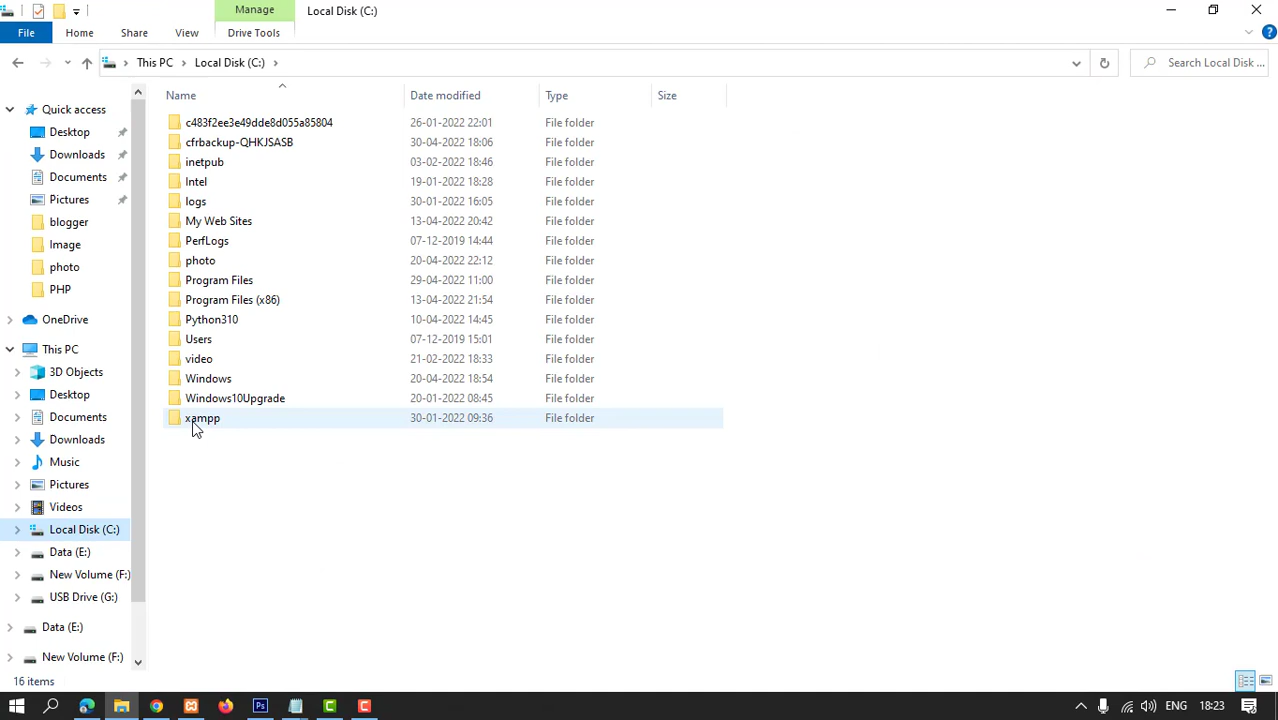 Manage
Local Disk (C:)
File
Home
Share
View
Drive Tools
This PC
Local Disk (C:)
Search Local Disk ...
Name
Date modified
Type
Size
c483f2ee3e49dde8d055a85804 26-01-2022 22:01 File folder
cfrbackup-QHKJSASB 30-04-2022 18:06 File folder
inetpub 03-02-2022 18:46 File folder
Intel 19-01-2022 18:28 File folder
logs 30-01-2022 16:05 File folder
My Web Sites 13-04-2022 20:42 File folder
PerfLogs 07-12-2019 14:44 File folder
photo 20-04-2022 22:12 File folder
Program Files 29-04-2022 11:00 File folder
Program Files (x86) 13-04-2022 21:54 File folder
Python310 10-04-2022 14:45 File folder
Users 07-12-2019 15:01 File folder
video 21-02-2022 18:33 File folder
Windows 20-04-2022 18:54 File folder
Windows10Upgrade 20-01-2022 08:45 File folder
xampp 30-01-2022 09:36 File folder
Quick access
Desktop
Downloads
Documents
Pictures
blogger
Image
photo
PHP
OneDrive
This PC
3D Objects
Desktop
Documents
Downloads
Music
Pictures
Videos
Local Disk (C:)
Data (E:)
New Volume (F:)
USB Drive (G:)
Data (E:)
New Volume (F:)
16 items
ENG
18:23